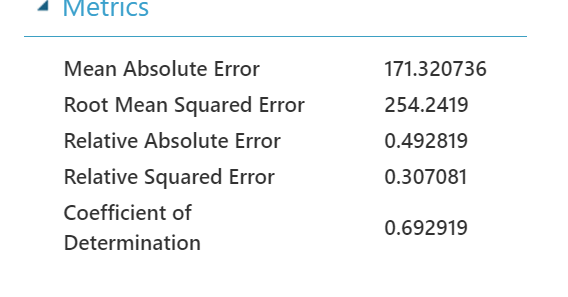 Metrics
Mean Absolute Error 171.320736
Root Mean Squared Error 254.2419
Relative Absolute Error 0.492819
Relative Squared Error 0.307081
Coefficient of
Determination 0.692919